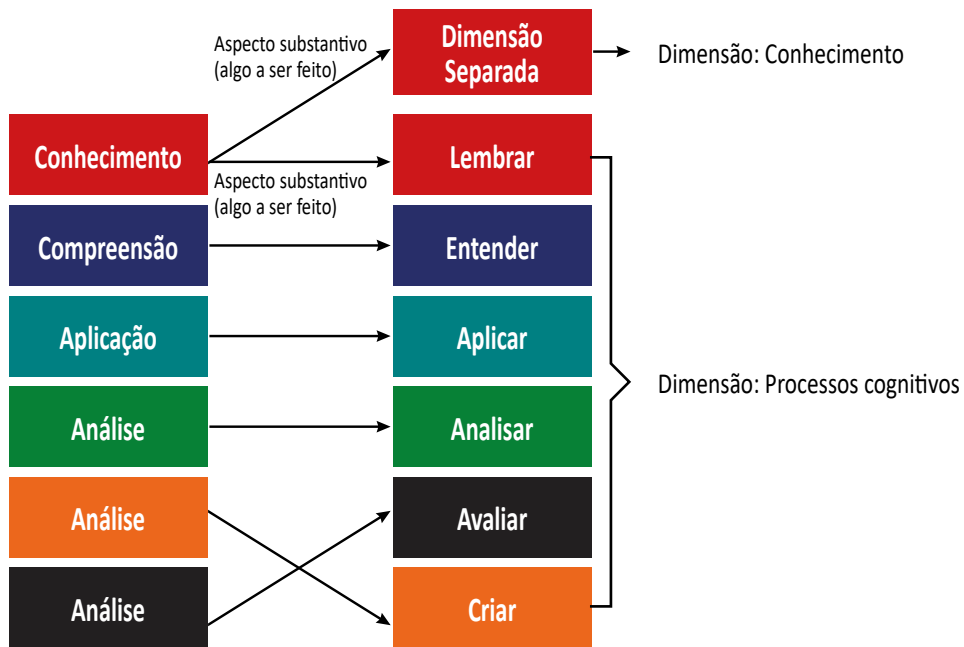 Aspecto substantivo
(algo a ser feito)
Dimensão
Separada
Dimensão: Conhecimento
Conhecimento
Lembrar
Aspecto substantivo
(algo a ser feito)
Compreensão
Entender
Aplicação
Aplicar
Dimensão: Processos cognitivos
Análise
Analisar
Análise
Avaliar
Análise
Criar